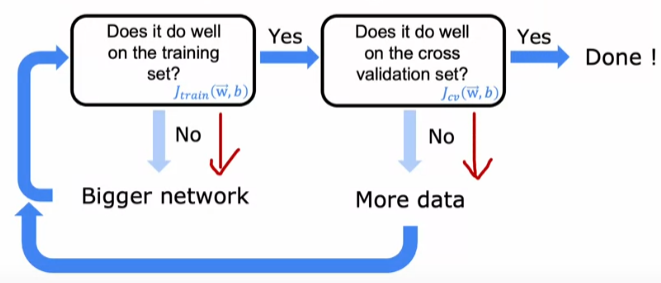 Does it do well
on the training
set?
J_train(w⃗,b)
Yes
Does it do well
on the cross
validation set?
J_cv(w⃗,b)
Yes
Done !
No
No
Bigger network
More data